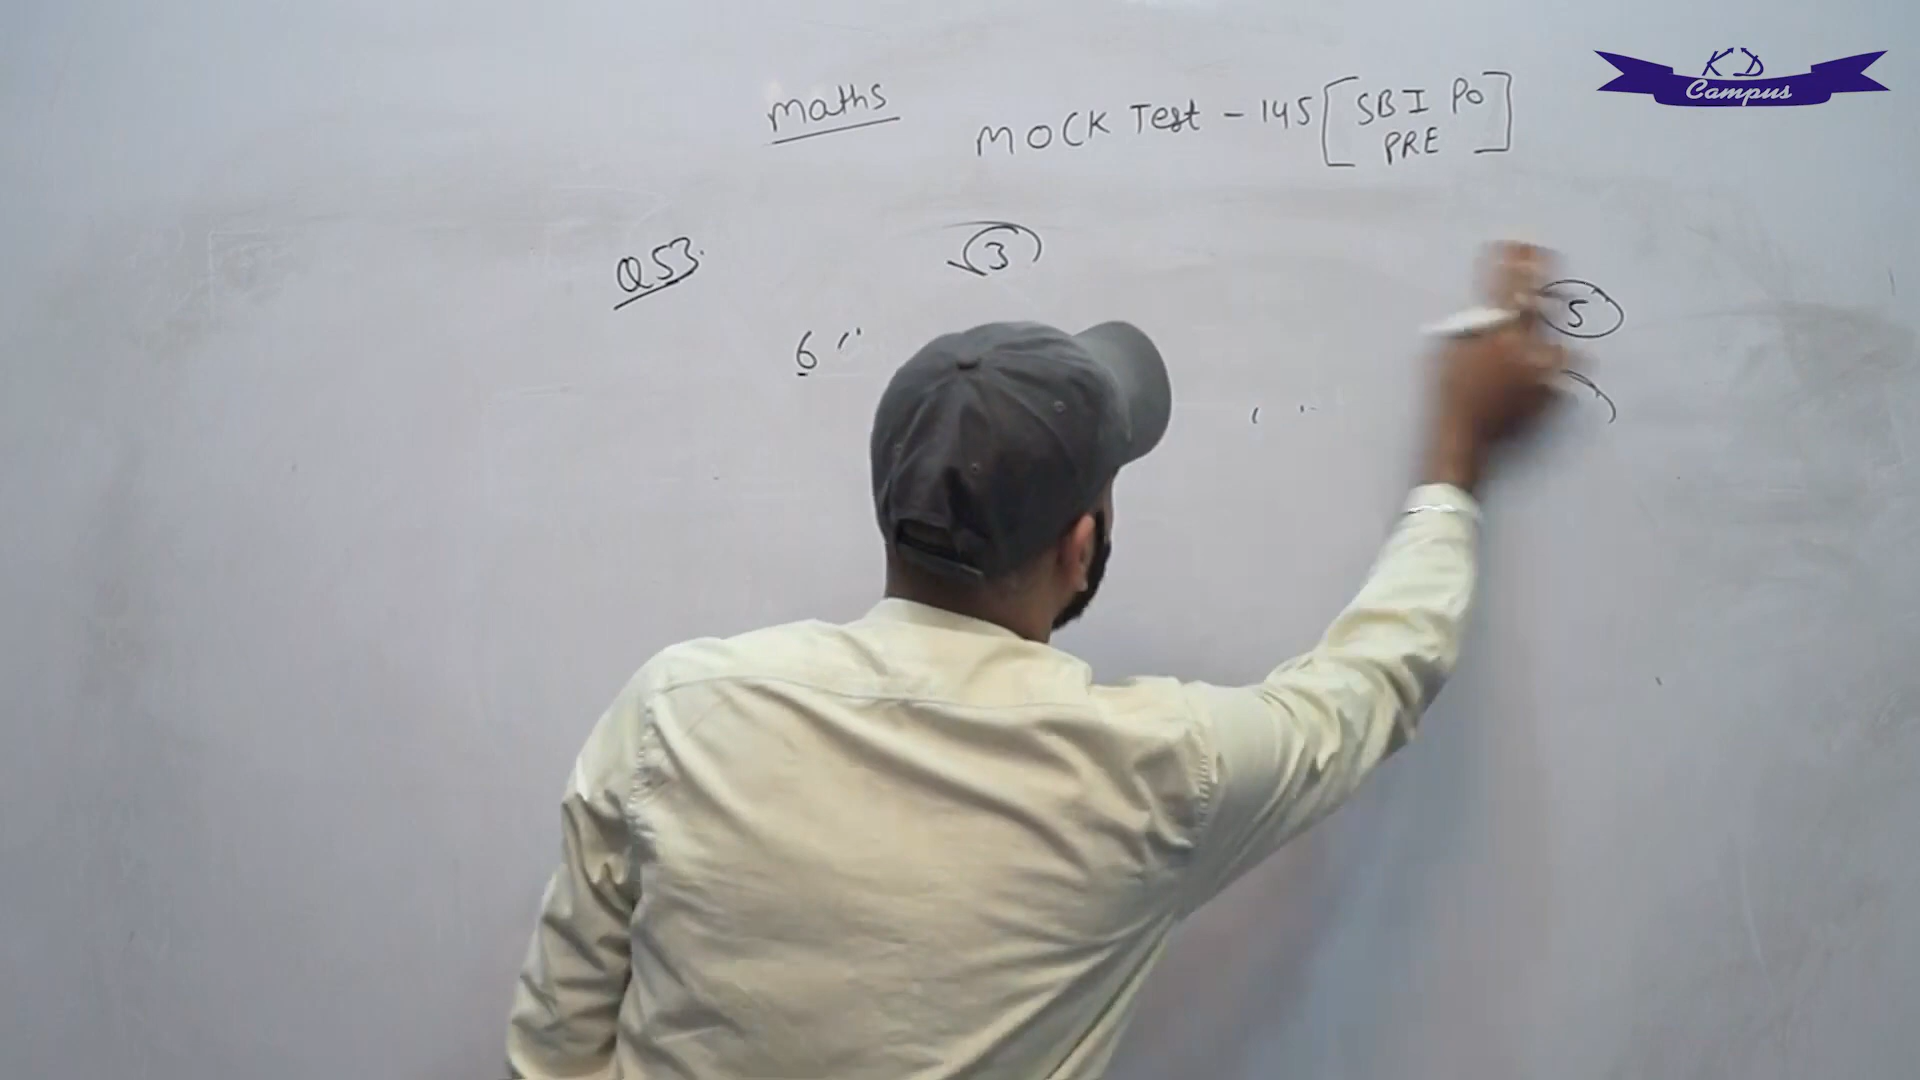 KD
Campus
maths
MOCK Test - 145 [SBI PO
PRE]
Q53.
3
5
6